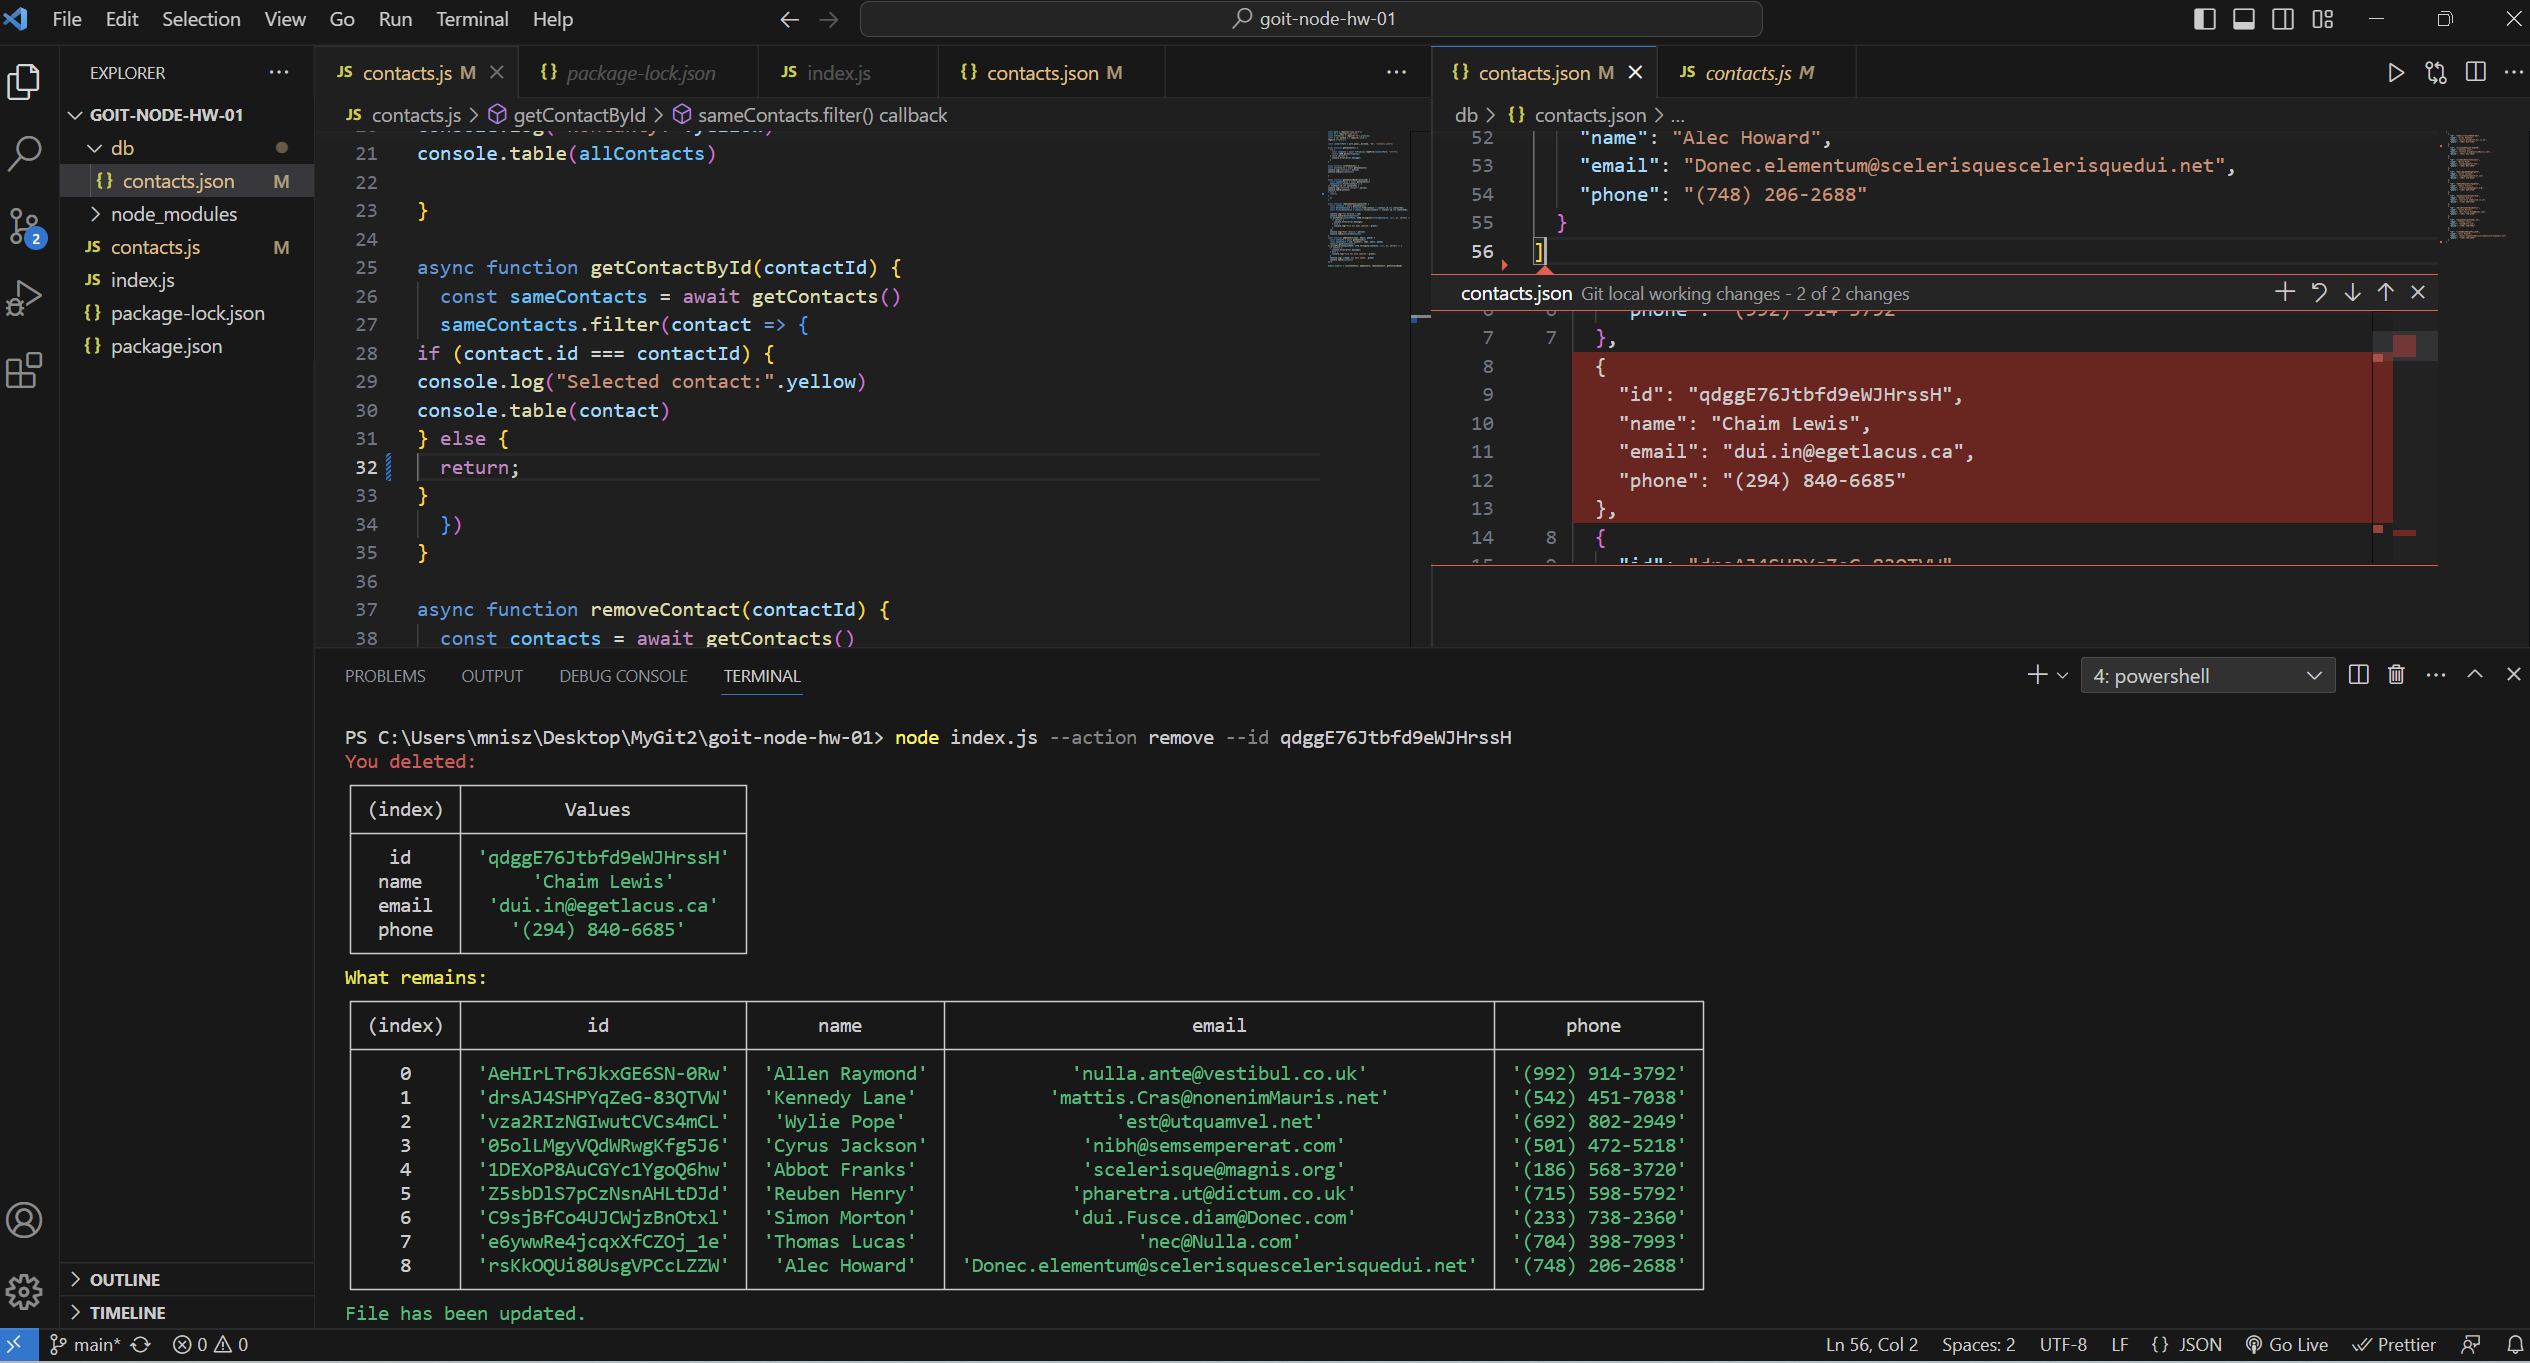 File Edit Selection View Go Run Terminal Help
goit-node-hw-01
EXPLORER
GOIT-NODE-HW-01
db
{} contacts.json M
node_modules
JS contacts.js M
JS index.js
{} package-lock.json
{} package.json
OUTLINE
TIMELINE
2
JS contacts.js M
{} package-lock.json
JS index.js
{} contacts.json M
JS contacts.js > getContactById > sameContacts.filter() callback
21 console.table(allContacts)
22
23 }
24
25 async function getContactById(contactId) {
26 const sameContacts = await getContacts()
27 sameContacts.filter(contact => {
28 if (contact.id === contactId) {
29 console.log("Selected contact:".yellow)
30 console.table(contact)
31 } else {
32 return;
33 }
34 })
35 }
36
37 async function removeContact(contactId) {
38 const contacts = await getContacts()
{} contacts.json M
JS contacts.js M
db > {} contacts.json > ...
52 "name": "Alec Howard",
53 "email": "Donec.elementum@scelerisquescelerisquedui.net",
54 "phone": "(748) 206-2688"
55 }
56 ]
contacts.json Git local working changes - 2 of 2 changes
6 6 "phone": "(992) 914-3792"
7 7 },
8 {
9 "id": "qdggE76Jtbfd9eWJHrssH",
10 "name": "Chaim Lewis",
11 "email": "dui.in@egetlacus.ca",
12 "phone": "(294) 840-6685"
13 },
14 8 {
15 9 "id": "drsAJ4SHPYqZeG-83QTVW",
PROBLEMS OUTPUT DEBUG CONSOLE TERMINAL
4: powershell
PS C:\Users\mnisz\Desktop\MyGit2\goit-node-hw-01> node index.js --action remove --id qdggE76Jtbfd9eWJHrssH
You deleted:
(index) Values
id 'qdggE76Jtbfd9eWJHrssH'
name 'Chaim Lewis'
email 'dui.in@egetlacus.ca'
phone '(294) 840-6685'
What remains:
(index) id name email phone
0 'AeHIrLTr6JkxGE6SN-0Rw' 'Allen Raymond' 'nulla.ante@vestibul.co.uk' '(992) 914-3792'
1 'drsAJ4SHPYqZeG-83QTVW' 'Kennedy Lane' 'mattis.Cras@nonenimMauris.net' '(542) 451-7038'
2 'vza2RIzNGIwutCVCs4mCL' 'Wylie Pope' 'est@utquamvel.net' '(692) 802-2949'
3 '05olLMgyVQdWRwgKfg5J6' 'Cyrus Jackson' 'nibh@semsempererat.com' '(501) 472-5218'
4 '1DEXoP8AuCGYc1YgoQ6hw' 'Abbot Franks' 'scelerisque@magnis.org' '(186) 568-3720'
5 'Z5sbDlS7pCzNsnAHLtDJd' 'Reuben Henry' 'pharetra.ut@dictum.co.uk' '(715) 598-5792'
6 'C9sjBfCo4UJCWjzBnOtxl' 'Simon Morton' 'dui.Fusce.diam@Donec.com' '(233) 738-2360'
7 'e6ywwRe4jcqxXfCZOj_1e' 'Thomas Lucas' 'nec@Nulla.com' '(704) 398-7993'
8 'rsKkOQUi80UsgVPCcLZZW' 'Alec Howard' 'Donec.elementum@scelerisquescelerisquedui.net' '(748) 206-2688'
File has been updated.
main* 0 0
Ln 56, Col 2 Spaces: 2 UTF-8 LF {} JSON Go Live Prettier